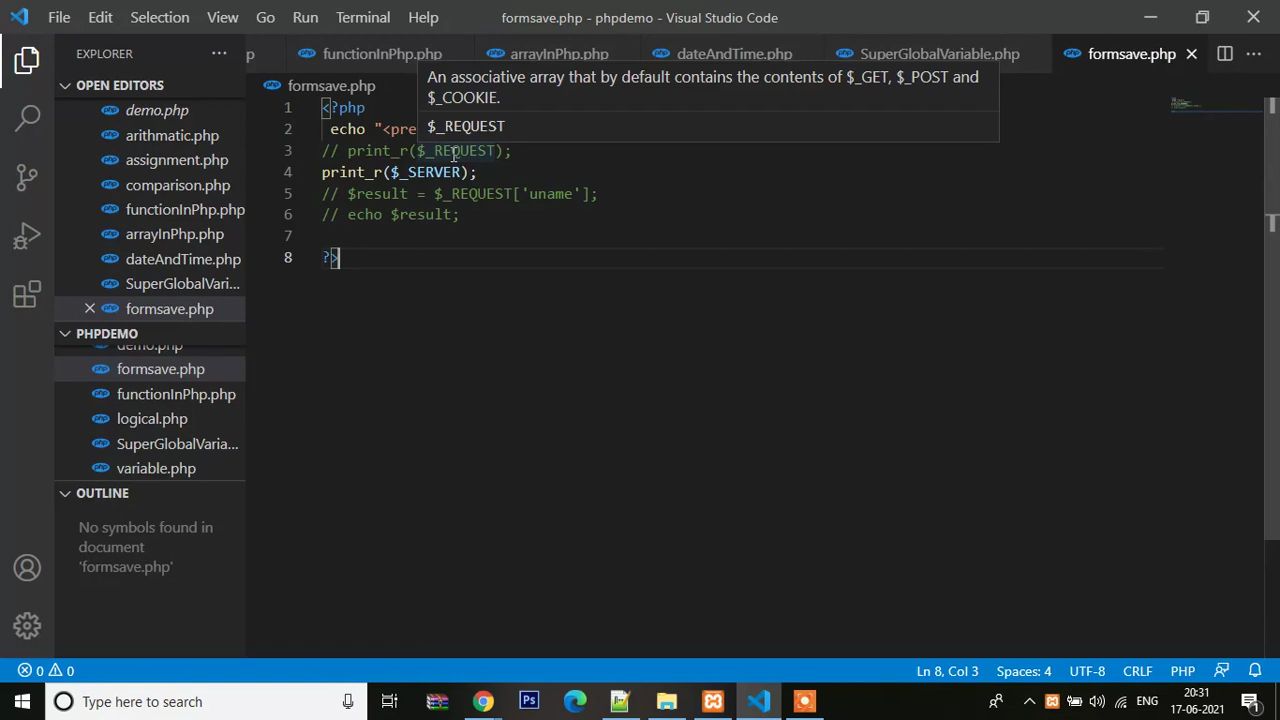 File Edit Selection View Go Run Terminal Help formsave.php - phpdemo - Visual Studio Code
EXPLORER
functionInPhp.php arrayInPhp.php dateAndTime.php SuperGlobalVariable.php formsave.php
OPEN EDITORS
demo.php
arithmatic.php
assignment.php
comparison.php
functionInPhp.php
arrayInPhp.php
dateAndTime.php
SuperGlobalVari...
formsave.php
PHPDEMO
demo.php
formsave.php
functionInPhp.php
logical.php
SuperGlobalVaria...
variable.php
OUTLINE
No symbols found in
document
'formsave.php'
formsave.php
An associative array that by default contains the contents of $_GET, $_POST and
$_COOKIE.
$_REQUEST
1 <?php
2 echo "<pre
3 // print_r($_REQUEST);
4 print_r($_SERVER);
5 // $result = $_REQUEST['uname'];
6 // echo $result;
7
8 ?>
0 0 Ln 8, Col 3 Spaces: 4 UTF-8 CRLF PHP
Type here to search
Ps
ENG
20:31
17-06-2021
1